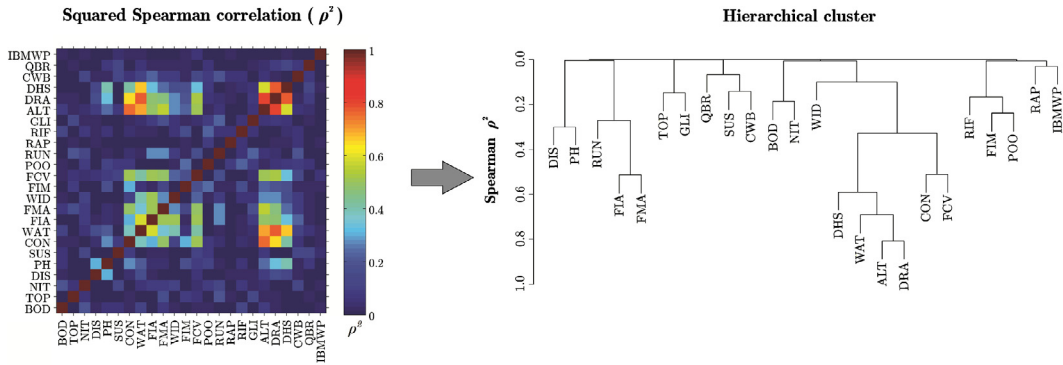 Squared Spearman correlation ( ρ² )
IBMWP
QBR
CWB
DHS
DRA
ALT
CLI
RIF
RAP
RUN
POO
FCV
FIM
WID
FMA
FIA
WAT
CON
SUS
PH
DIS
NIT
TOP
BOD
BOD
TOP
NIT
DIS
PH
SUS
CON
WAT
FIA
FMA
WID
FIM
FCV
POO
RUN
RAP
RIF
GLI
ALT
DRA
DHS
CWB
QBR
IBMWP
1
0.8
0.6
0.4
0.2
0
ρ²
Hierarchical cluster
Spearman ρ²
0.0
0.2
0.4
0.6
0.8
1.0
DIS
PH
RUN
FIA
FMA
TOP
GLI
QBR
SUS
CWB
BOD
NIT
WID
DHS
WAT
ALT
DRA
CON
FCV
RIF
FIM
POO
RAP
IBMWP